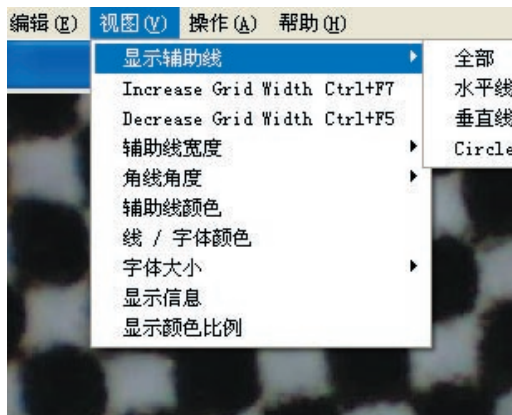 编辑(E) 视图(V) 操作(A) 帮助(H)
显示辅助线
Increase Grid Width Ctrl+F7
Decrease Grid Width Ctrl+F5
辅助线宽度
角线角度
辅助线颜色
线 / 字体颜色
字体大小
显示信息
显示颜色比例
全部
水平线
垂直线
Circle